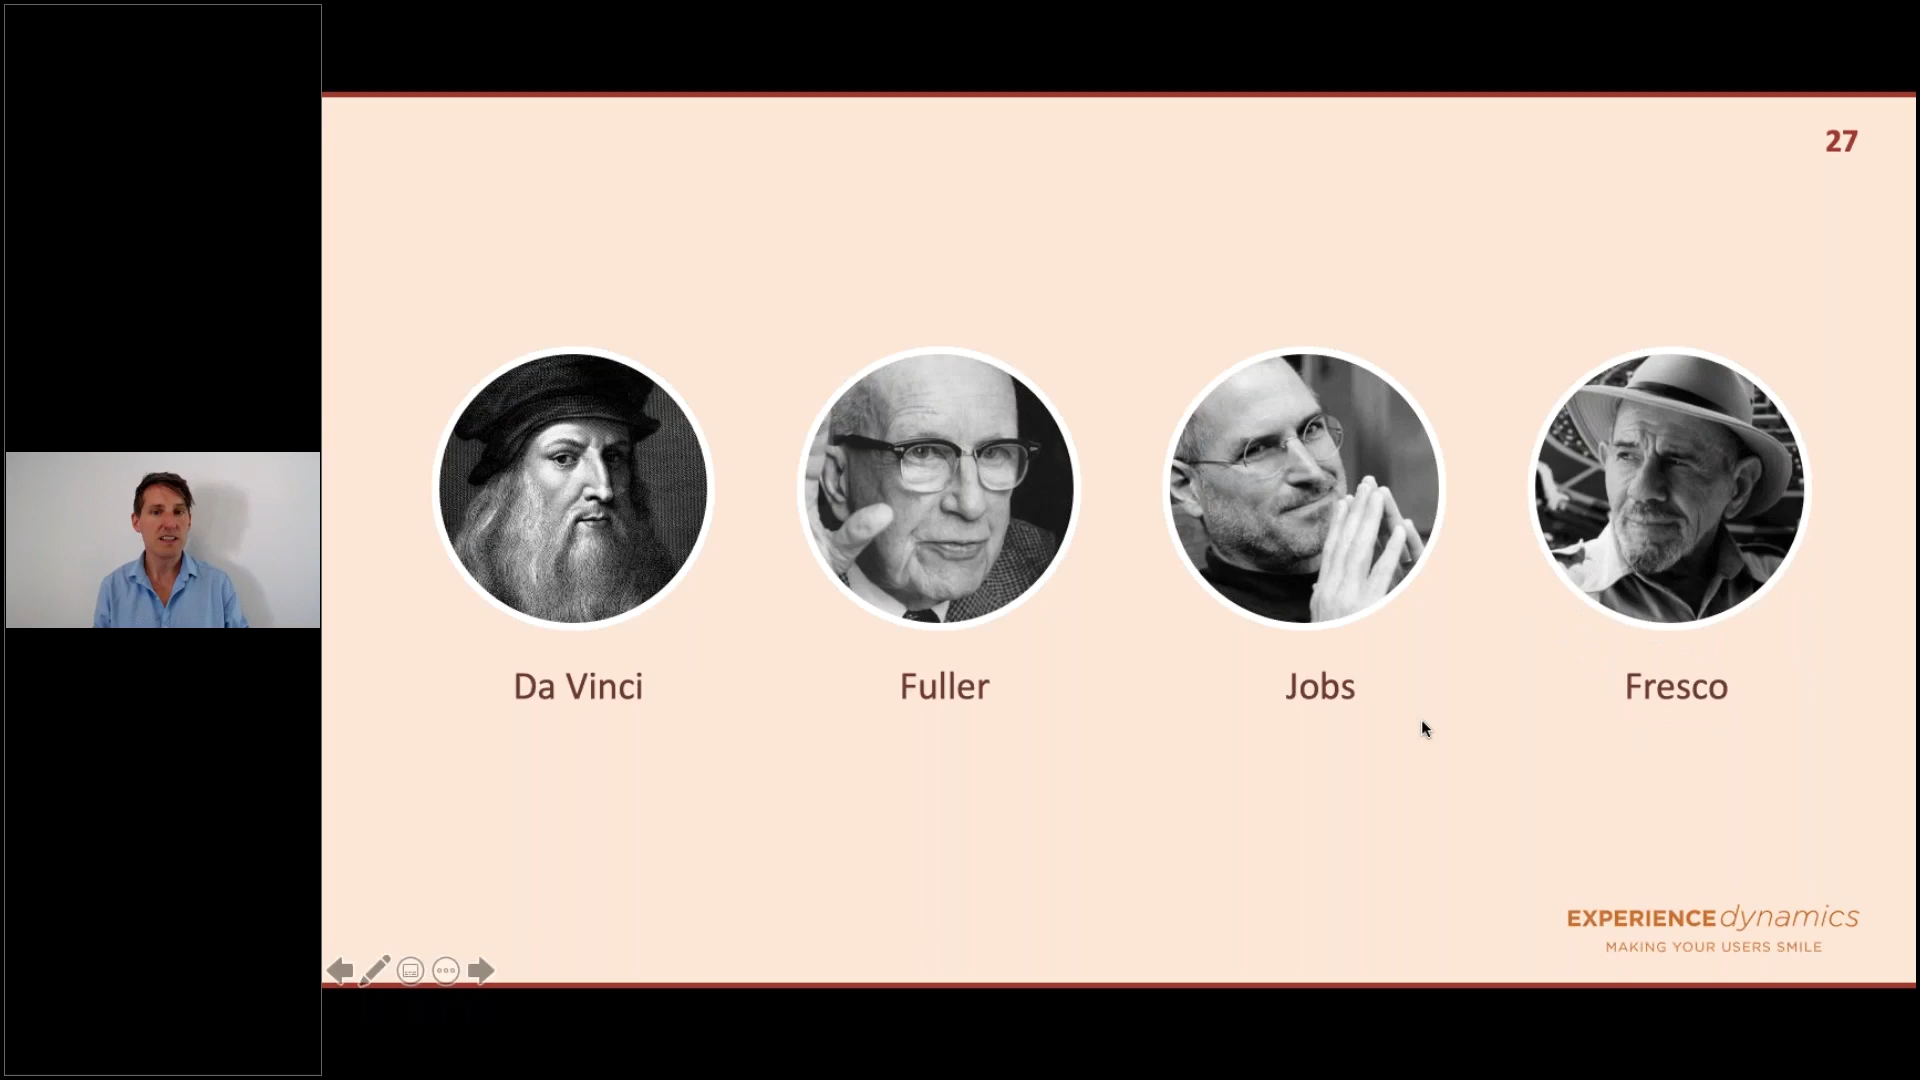 27
Da Vinci
Fuller
Jobs
Fresco
EXPERIENCE dynamics
MAKING YOUR USERS SMILE